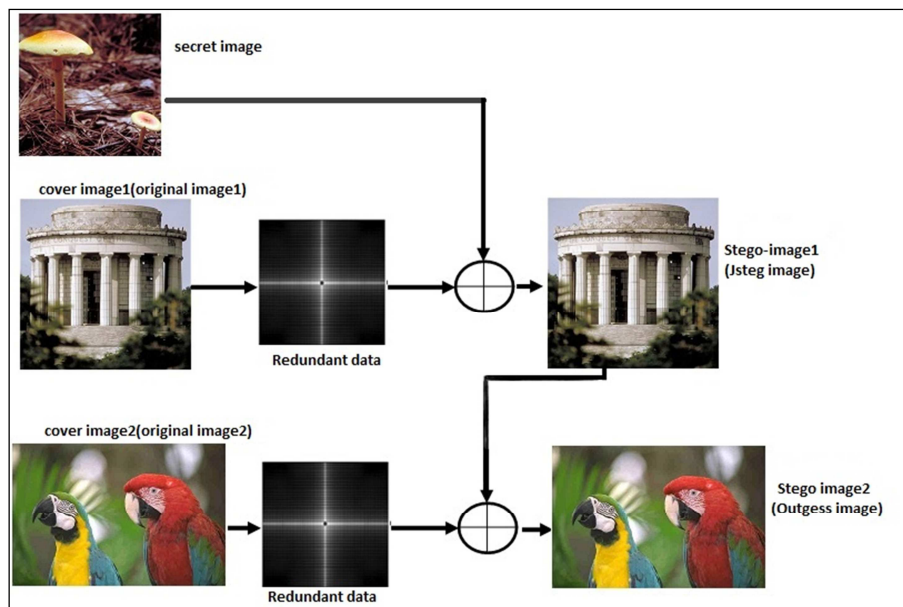 secret image
cover image1(original image1)
Stego-image1
(Jsteg image)
Redundant data
cover image2(original image2)
Stego image2
(Outgess image)
Redundant data